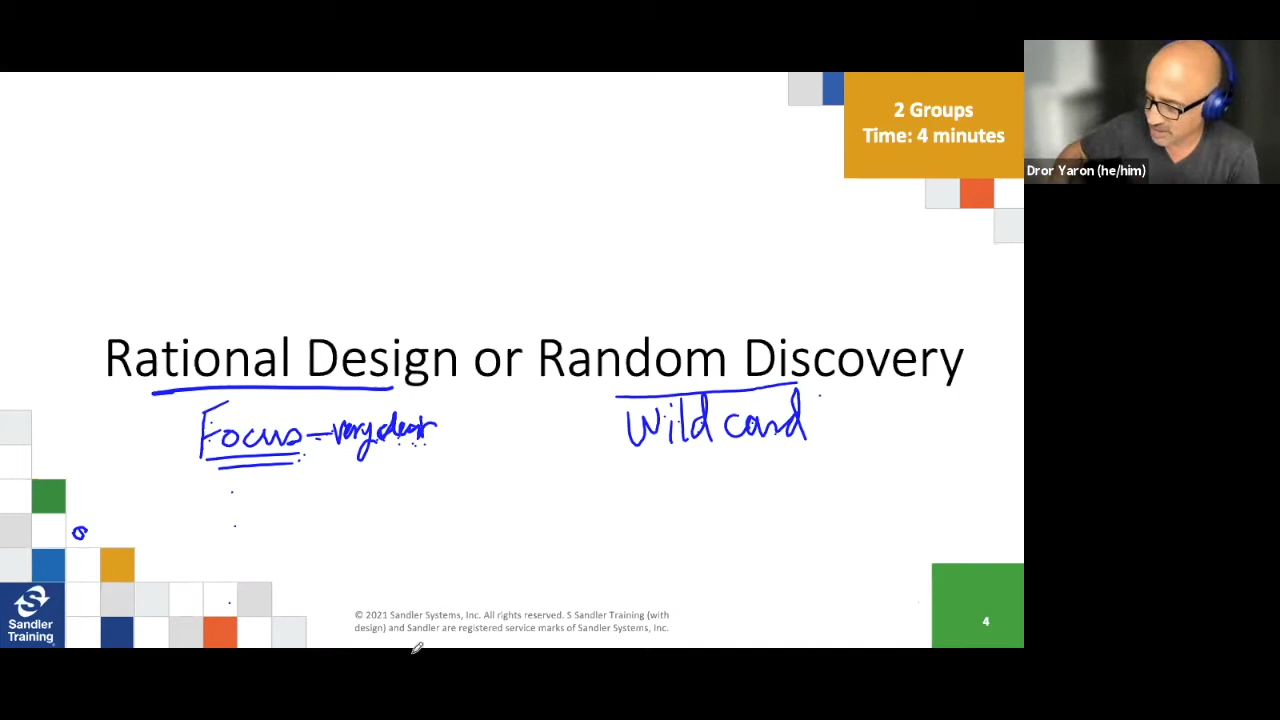 2 Groups
Time: 4 minutes
Dror Yaron (he/him)
Rational Design or Random Discovery
Focus – very clear
Wild card
Sandler
Training
© 2021 Sandler Systems, Inc. All rights reserved. S Sandler Training (with
design) and Sandler are registered service marks of Sandler Systems, Inc.
4